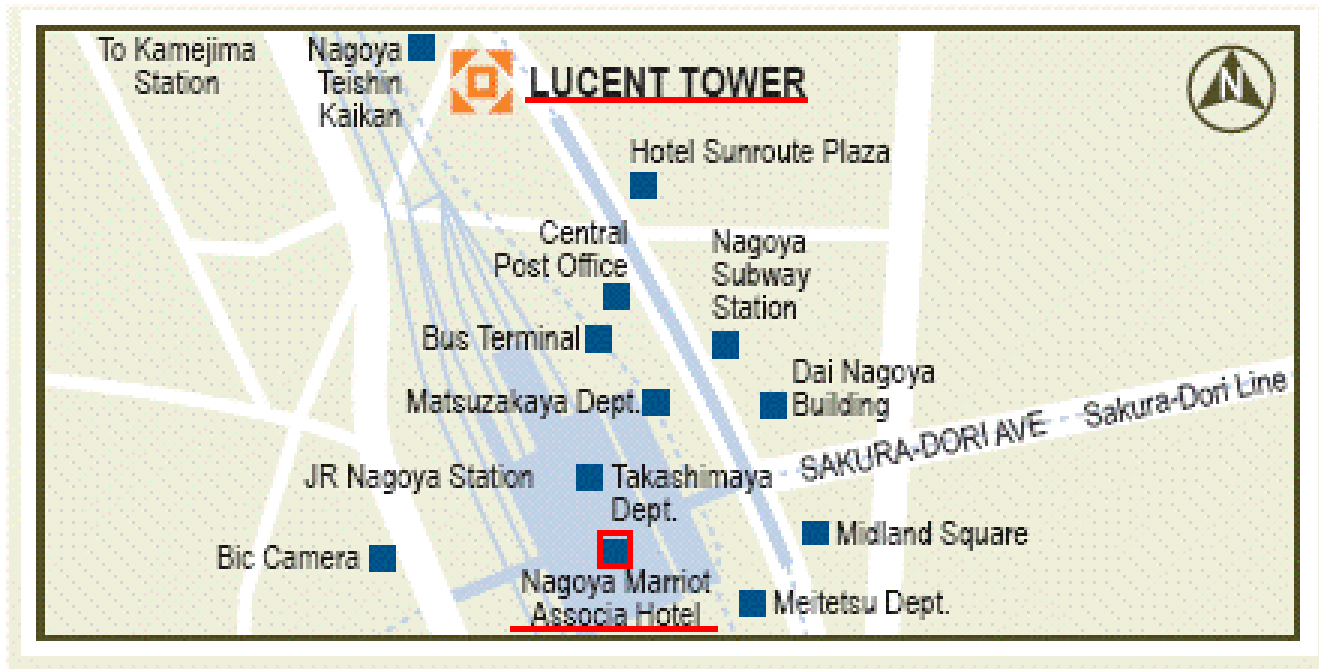 To Kamejima
Station
Nagoya
Teishin
Kaikan
LUCENT TOWER
N
Hotel Sunroute Plaza
Central
Post Office
Nagoya
Subway
Station
Bus Terminal
Dai Nagoya
Building
Matsuzakaya Dept.
SAKURA-DORI AVE
Sakura-Dori Line
JR Nagoya Station
Takashimaya
Dept.
Midland Square
Bic Camera
Nagoya Marriot
Associa Hotel
Meitetsu Dept.